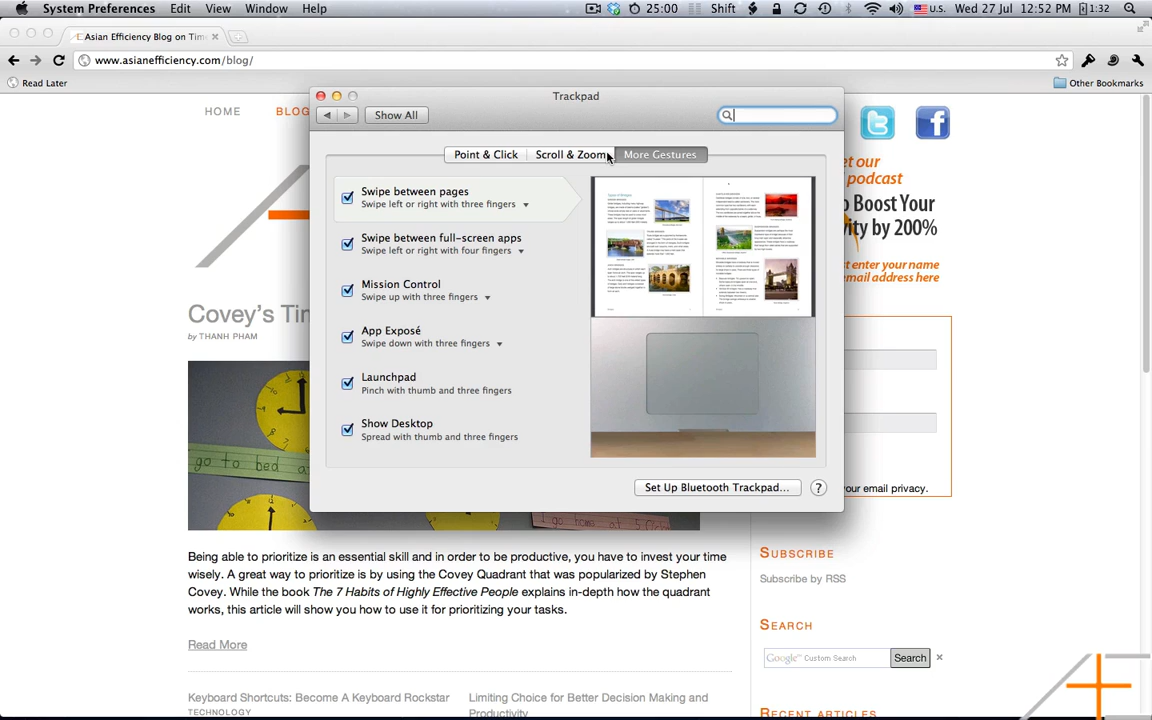 System Preferences Edit View Window Help 25:00 Shift U.S. Wed 27 Jul 12:52 PM 1:32
Asian Efficiency Blog on Tim
www.asianefficiency.com/blog/
Read Later Other Bookmarks
Trackpad
Show All
HOME BLOG
Point & Click Scroll & Zoom More Gestures
Swipe between pages
Swipe left or right with three fingers
Swipe between full-screen apps
Swipe left or right with four fingers
Mission Control
Swipe up with three fingers
App Exposé
Swipe down with three fingers
Launchpad
Pinch with thumb and three fingers
Show Desktop
Spread with thumb and three fingers
Set Up Bluetooth Trackpad... ?
et our
podcast
o Boost Your
vity by 200%
st enter your name
email address here
your email privacy.
Covey's Tim
by THANH PHAM
go to bed a
I go home at 5
Being able to prioritize is an essential skill and in order to be productive, you have to invest your time
wisely. A great way to prioritize is by using the Covey Quadrant that was popularized by Stephen
Covey. While the book The 7 Habits of Highly Effective People explains in-depth how the quadrant
works, this article will show you how to use it for prioritizing your tasks.
Read More
SUBSCRIBE
Subscribe by RSS
SEARCH
Google Custom Search Search
Keyboard Shortcuts: Become A Keyboard Rockstar
TECHNOLOGY
Limiting Choice for Better Decision Making and
Productivity
RECENT ARTICLES